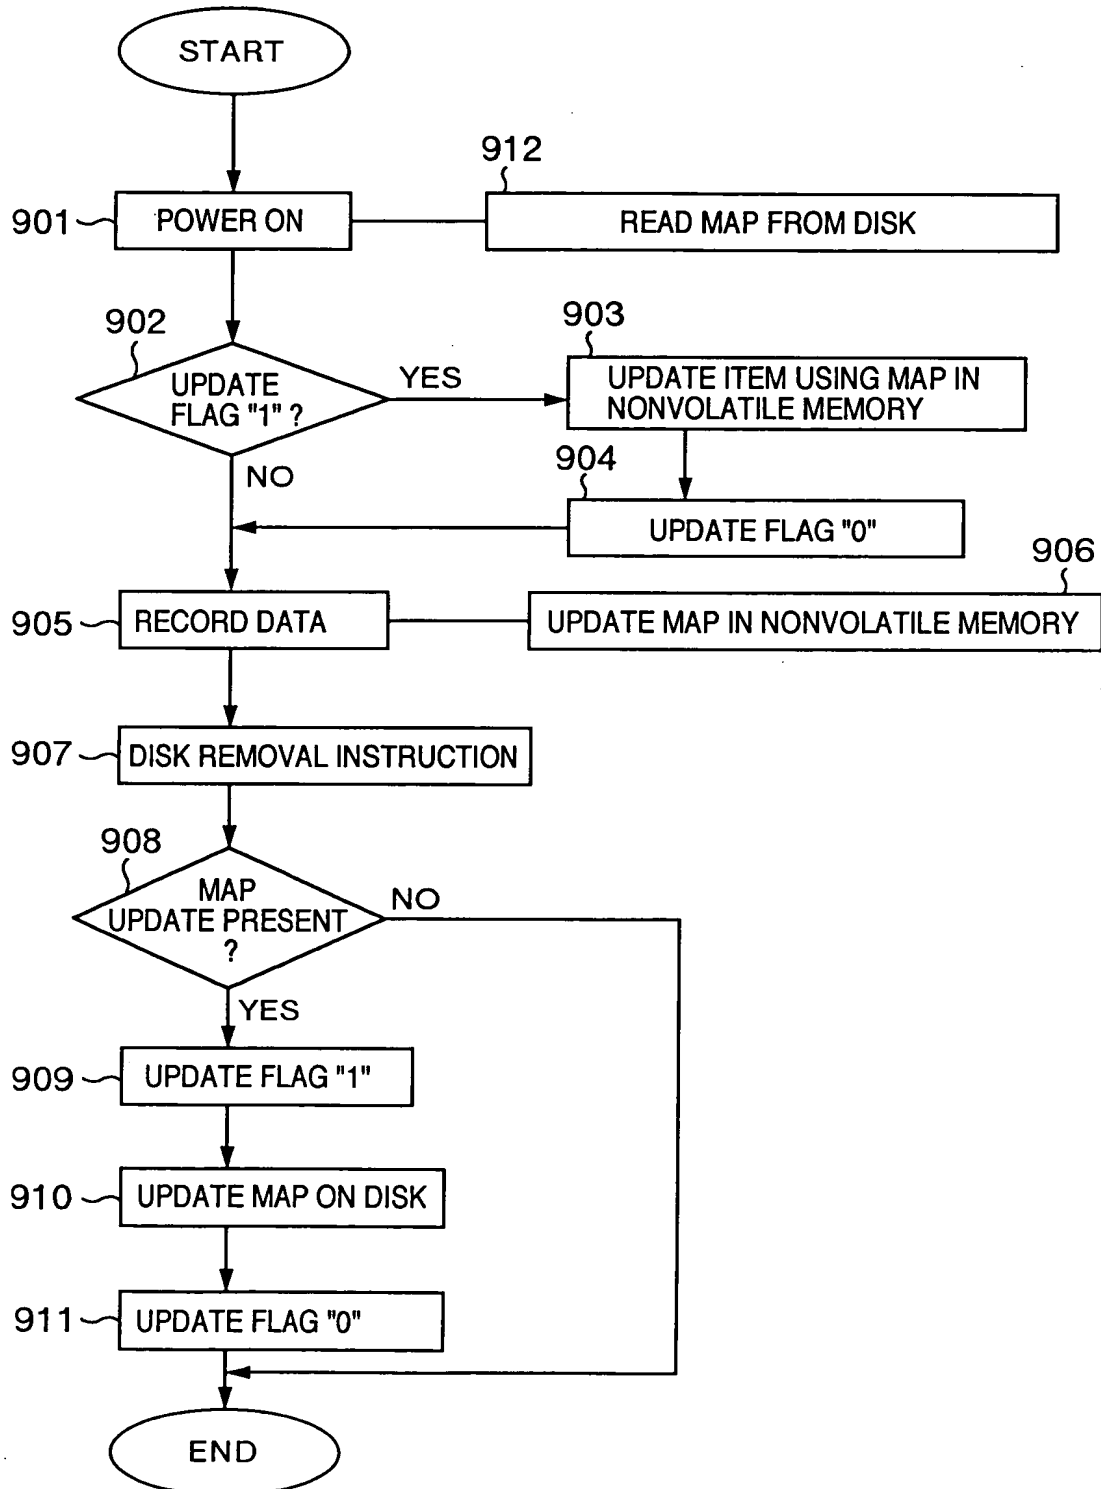 START
912
901
POWER ON
READ MAP FROM DISK
902
903
UPDATE
FLAG "1" ?
YES
UPDATE ITEM USING MAP IN
NONVOLATILE MEMORY
NO
904
UPDATE FLAG "0"
906
905
RECORD DATA
UPDATE MAP IN NONVOLATILE MEMORY
907
DISK REMOVAL INSTRUCTION
908
MAP
UPDATE PRESENT
?
NO
YES
909
UPDATE FLAG "1"
910
UPDATE MAP ON DISK
911
UPDATE FLAG "0"
END